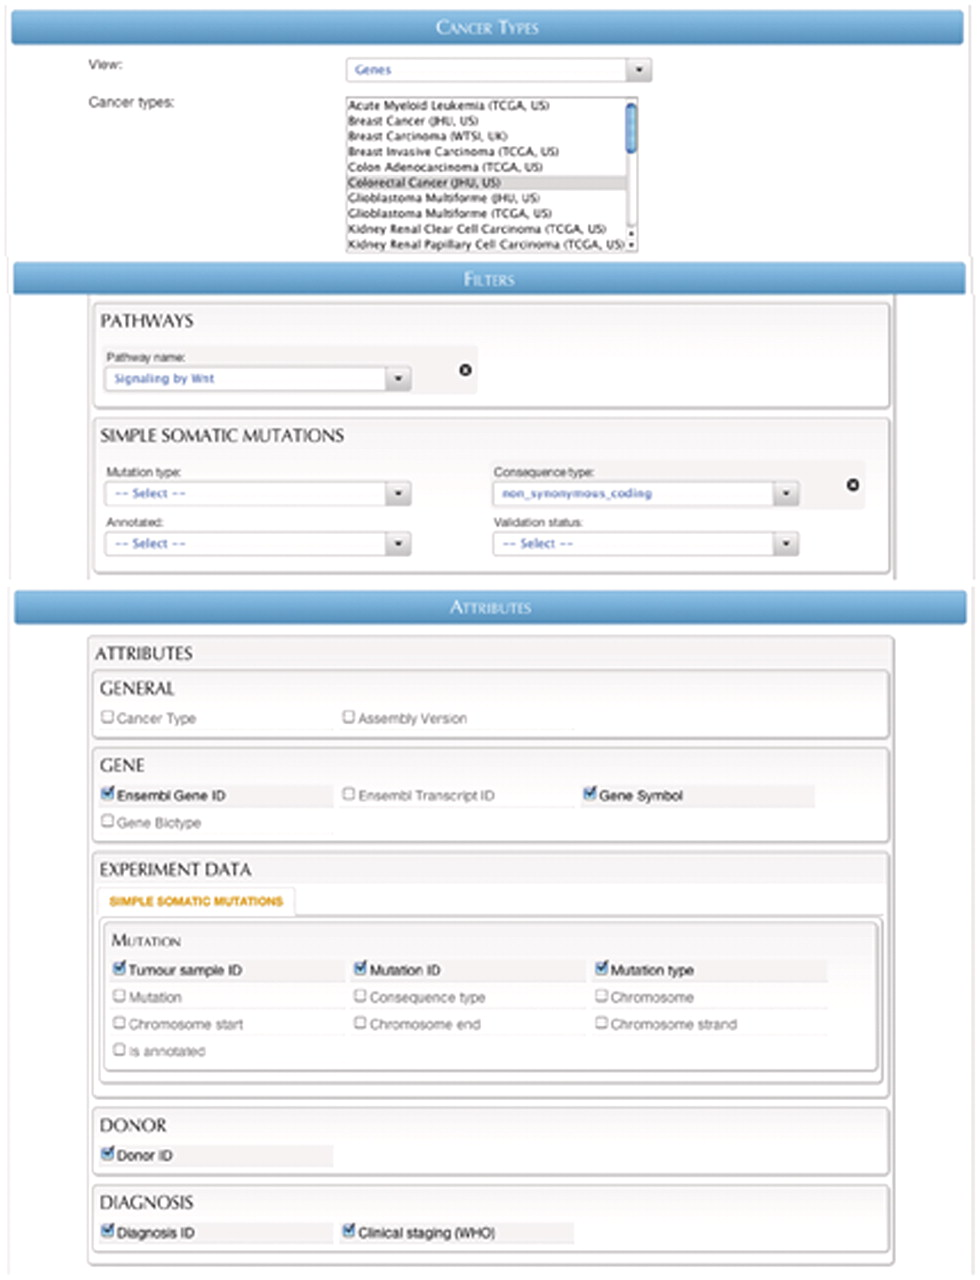 CANCER TYPES
View: Genes
Cancer types:
Acute Myeloid Leukemia (TCGA, US)
Breast Cancer (JHU, US)
Breast Carcinoma (WTSI, UK)
Breast Invasive Carcinoma (TCGA, US)
Colon Adenocarcinoma (TCGA, US)
Colorectal Cancer (JHU, US)
Glioblastoma Multiforme (JHU, US)
Glioblastoma Multiforme (TCGA, US)
Kidney Renal Clear Cell Carcinoma (TCGA, US)
Kidney Renal Papillary Cell Carcinoma (TCGA, US)
FILTERS
PATHWAYS
Pathway name:
Signaling by Wnt
SIMPLE SOMATIC MUTATIONS
Mutation type: Consequence type:
-- Select -- non_synonymous_coding
Annotated: Validation status:
-- Select -- -- Select --
ATTRIBUTES
ATTRIBUTES
GENERAL
Cancer Type Assembly Version
GENE
Ensembl Gene ID Ensembl Transcript ID Gene Symbol
Gene Biotype
EXPERIMENT DATA
SIMPLE SOMATIC MUTATIONS
MUTATION
Tumour sample ID Mutation ID Mutation type
Mutation Consequence type Chromosome
Chromosome start Chromosome end Chromosome strand
Is annotated
DONOR
Donor ID
DIAGNOSIS
Diagnosis ID Clinical staging (WHO)